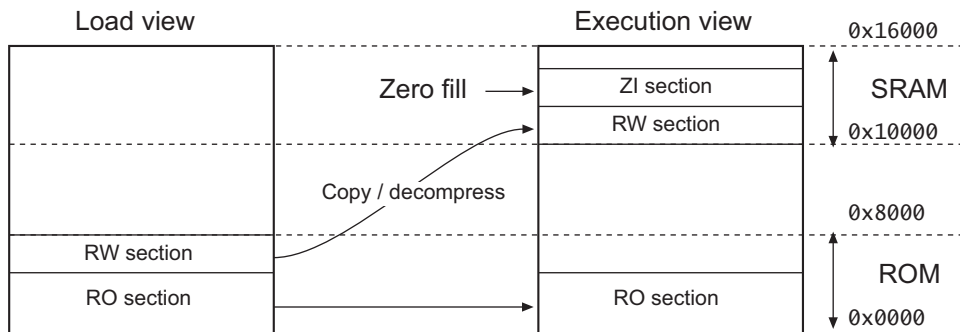 Load view
Execution view
0x16000
Zero fill
ZI section
SRAM
RW section
0x10000
Copy / decompress
0x8000
RW section
RO section
RO section
ROM
0x0000